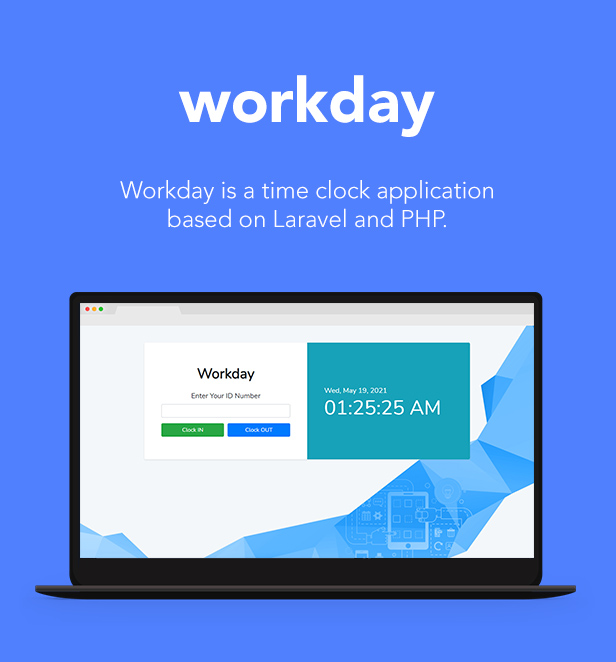 workday
Workday is a time clock application
based on Laravel and PHP.
Workday
Enter Your ID Number
Clock IN
Clock OUT
Wed, May 19, 2021
01:25:25 AM